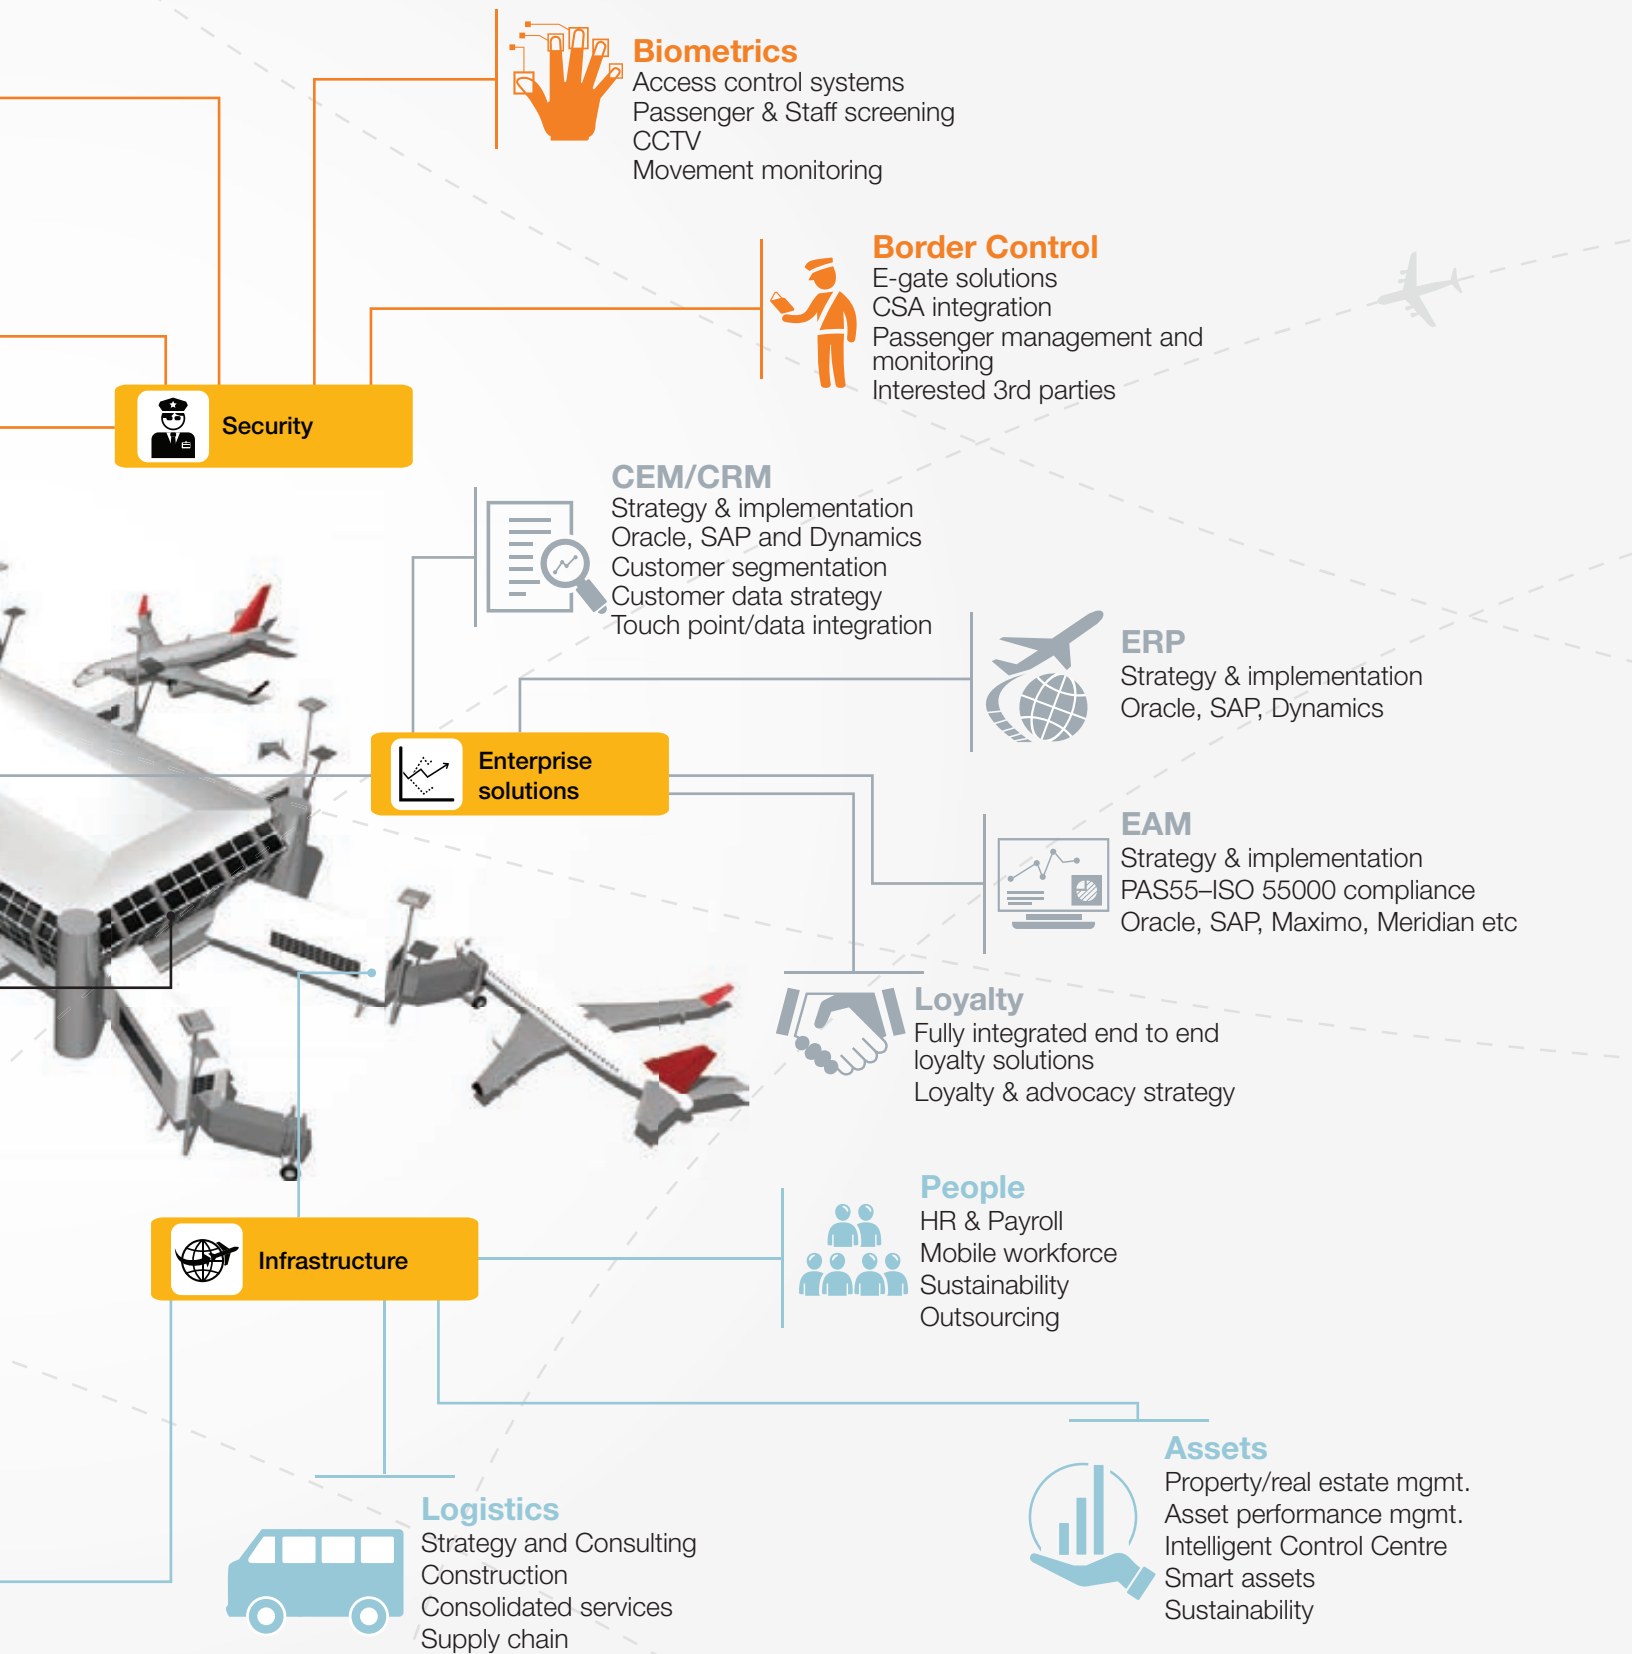 Biometrics
Access control systems
Passenger & Staff screening
CCTV
Movement monitoring
Border Control
E-gate solutions
CSA integration
Passenger management and
monitoring
Interested 3rd parties
Security
CEM/CRM
Strategy & implementation
Oracle, SAP and Dynamics
Customer segmentation
Customer data strategy
Touch point/data integration
ERP
Strategy & implementation
Oracle, SAP, Dynamics
Enterprise
solutions
EAM
Strategy & implementation
PAS55–ISO 55000 compliance
Oracle, SAP, Maximo, Meridian etc
Loyalty
Fully integrated end to end
loyalty solutions
Loyalty & advocacy strategy
People
HR & Payroll
Mobile workforce
Sustainability
Outsourcing
Infrastructure
Assets
Property/real estate mgmt.
Asset performance mgmt.
Intelligent Control Centre
Smart assets
Sustainability
Logistics
Strategy and Consulting
Construction
Consolidated services
Supply chain